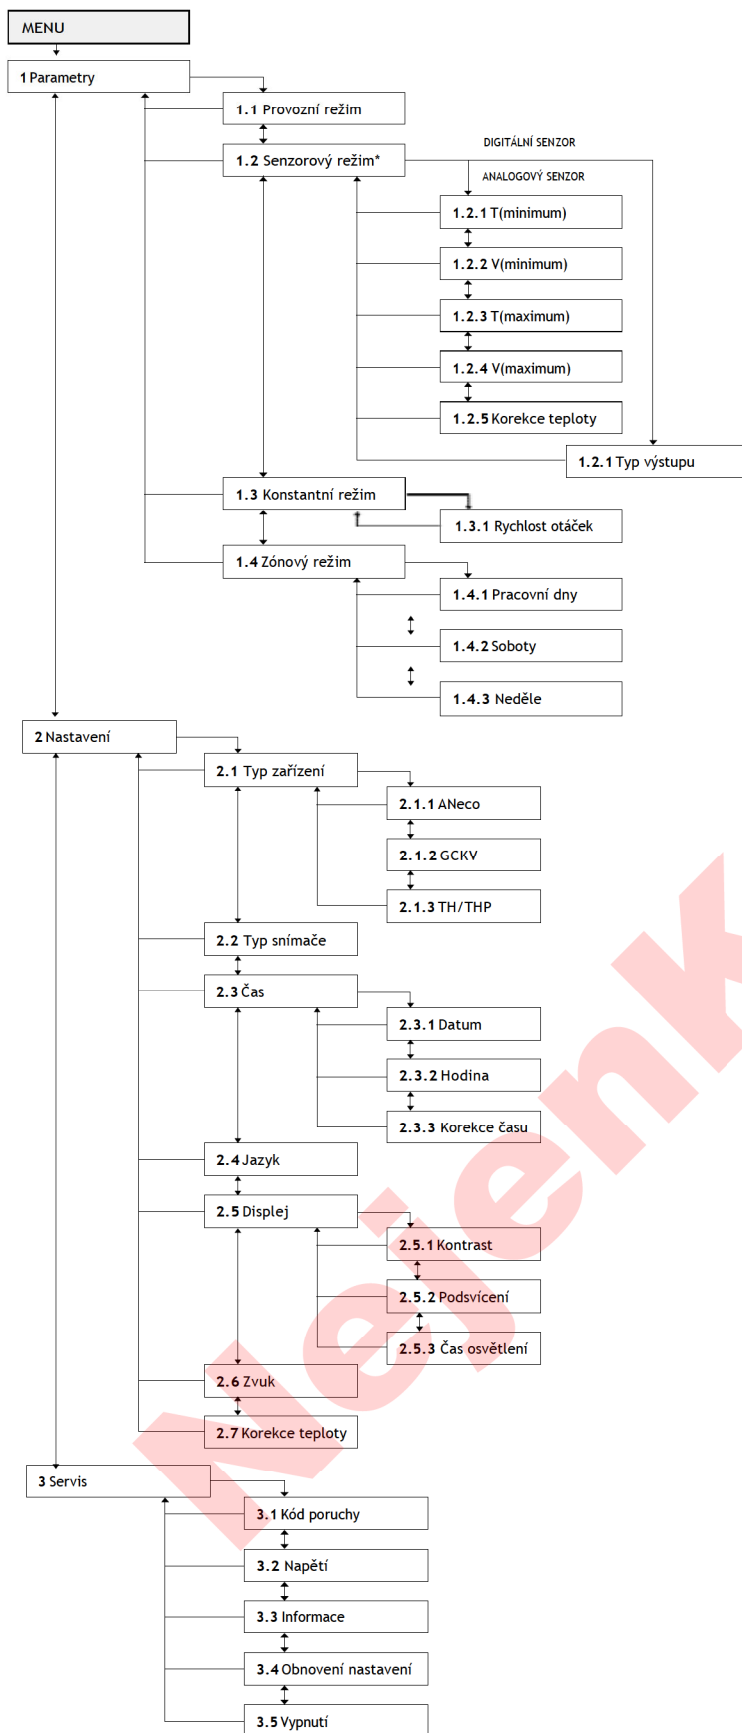 MENU
1 Parametry
1.1 Provozní režim
1.2 Senzorový režim*
DIGITÁLNÍ SENZOR
ANALOGOVÝ SENZOR
1.2.1 T(minimum)
1.2.2 V(minimum)
1.2.3 T(maximum)
1.2.4 V(maximum)
1.2.5 Korekce teploty
1.2.1 Typ výstupu
1.3 Konstantní režim
1.3.1 Rychlost otáček
1.4 Zónový režim
1.4.1 Pracovní dny
1.4.2 Soboty
1.4.3 Neděle
2 Nastavení
2.1 Typ zařízení
2.1.1 ANeco
2.1.2 GCKV
2.1.3 TH/THP
2.2 Typ snímače
2.3 Čas
2.3.1 Datum
2.3.2 Hodina
2.3.3 Korekce času
2.4 Jazyk
2.5 Displej
2.5.1 Kontrast
2.5.2 Podsvícení
2.5.3 Čas osvětlení
2.6 Zvuk
2.7 Korekce teploty
3 Servis
3.1 Kód poruchy
3.2 Napětí
3.3 Informace
3.4 Obnovení nastavení
3.5 Vypnutí
NejenK